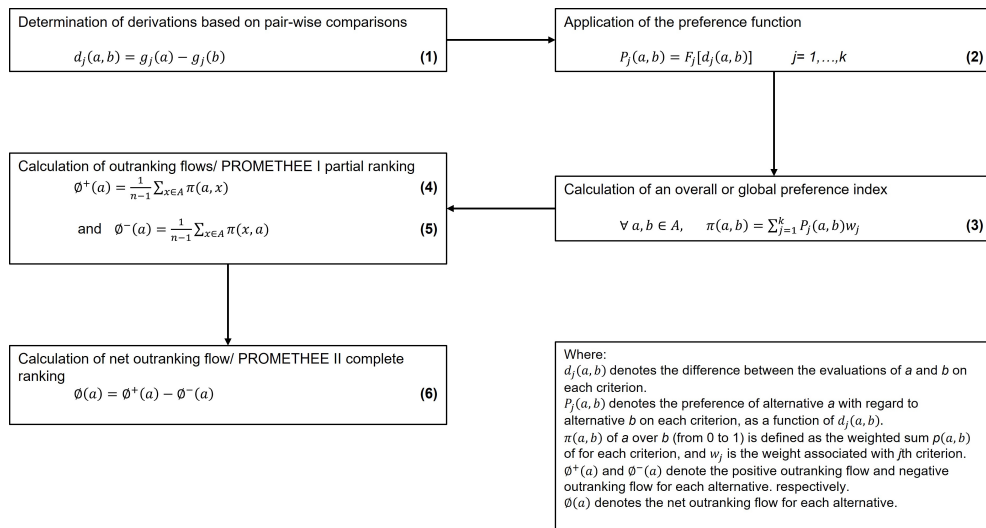 Determination of derivations based on pair-wise comparisons
𝑑ⱼ(𝑎, 𝑏) = 𝑔ⱼ(𝑎) − 𝑔ⱼ(𝑏) (1)
Application of the preference function
𝑃ⱼ(𝑎, 𝑏) = 𝐹ⱼ[𝑑ⱼ(𝑎, 𝑏)] j= 1,…,k (2)
Calculation of an overall or global preference index
∀ 𝑎, 𝑏 ∈ 𝐴, 𝜋(𝑎, 𝑏) = ∑ᵏⱼ₌₁ 𝑃ⱼ(𝑎, 𝑏)𝑤ⱼ (3)
Calculation of outranking flows/ PROMETHEE I partial ranking
∅⁺(𝑎) = 1/(𝑛−1) ∑ₓ∈𝐴 𝜋(𝑎, 𝑥) (4)
and ∅⁻(𝑎) = 1/(𝑛−1) ∑ₓ∈𝐴 𝜋(𝑥, 𝑎) (5)
Calculation of net outranking flow/ PROMETHEE II complete
ranking
∅(𝑎) = ∅⁺(𝑎) − ∅⁻(𝑎) (6)
Where:
𝑑ⱼ(𝑎, 𝑏) denotes the difference between the evaluations of a and b on
each criterion.
𝑃ⱼ(𝑎, 𝑏) denotes the preference of alternative a with regard to
alternative b on each criterion, as a function of 𝑑ⱼ(𝑎, 𝑏).
𝜋(𝑎, 𝑏) of a over b (from 0 to 1) is defined as the weighted sum p(𝑎, 𝑏)
of for each criterion, and 𝑤ⱼ is the weight associated with jth criterion.
∅⁺(𝑎) and ∅⁻(𝑎) denote the positive outranking flow and negative
outranking flow for each alternative. respectively.
∅(𝑎) denotes the net outranking flow for each alternative.